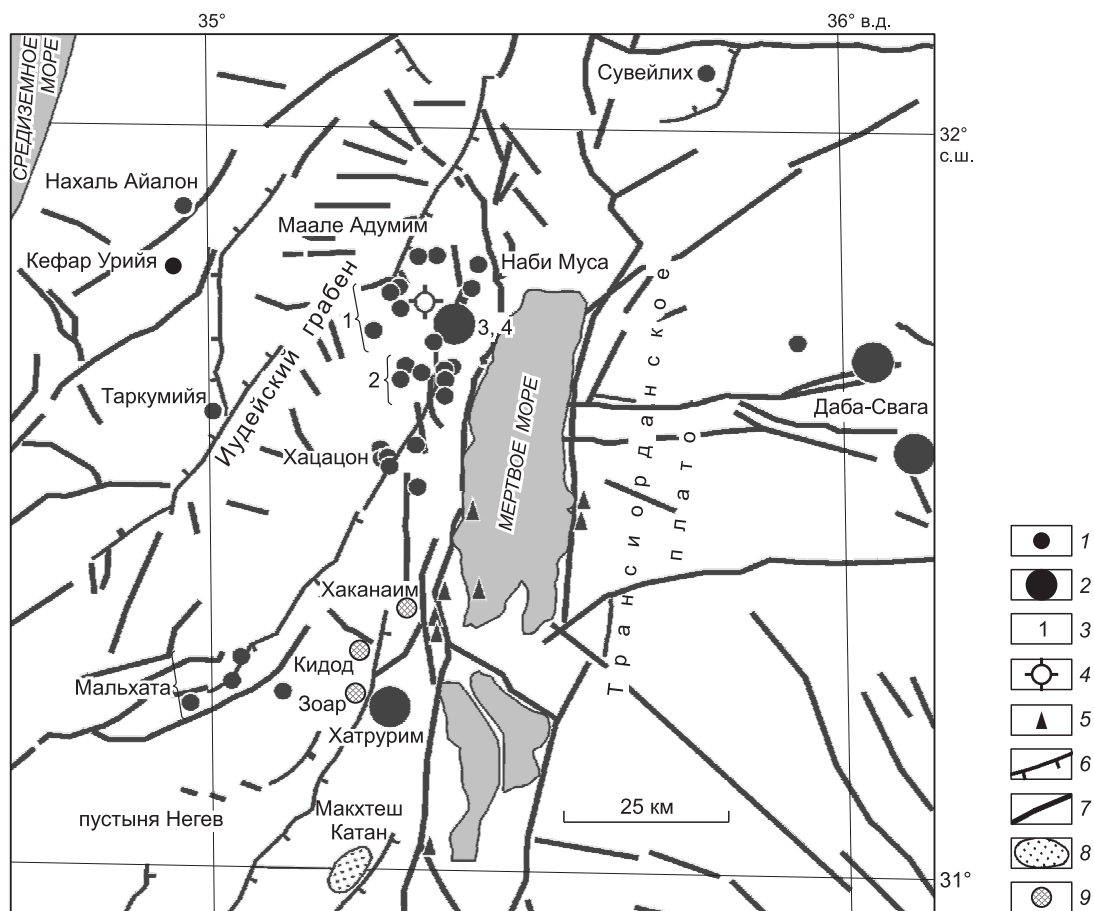 35°
36° в.д.
СРЕДИЗЕМНОЕ
МОРЕ
Сувейлих
32°
с.ш.
Нахаль Айалон
Маале Адумим
Кефар Урийя
Наби Муса
1
3, 4
2
Иудейский грабен
Таркумийя
Даба-Свага
Хацацон
МЕРТВОЕ МОРЕ
Трансиорданское
плато
Хаканаим
Кидод
Мальхата
Зоар
Хатрурим
пустыня Негев
Макхтеш
Катан
25 км
31°
1
2
1 3
4
5
6
7
8
9